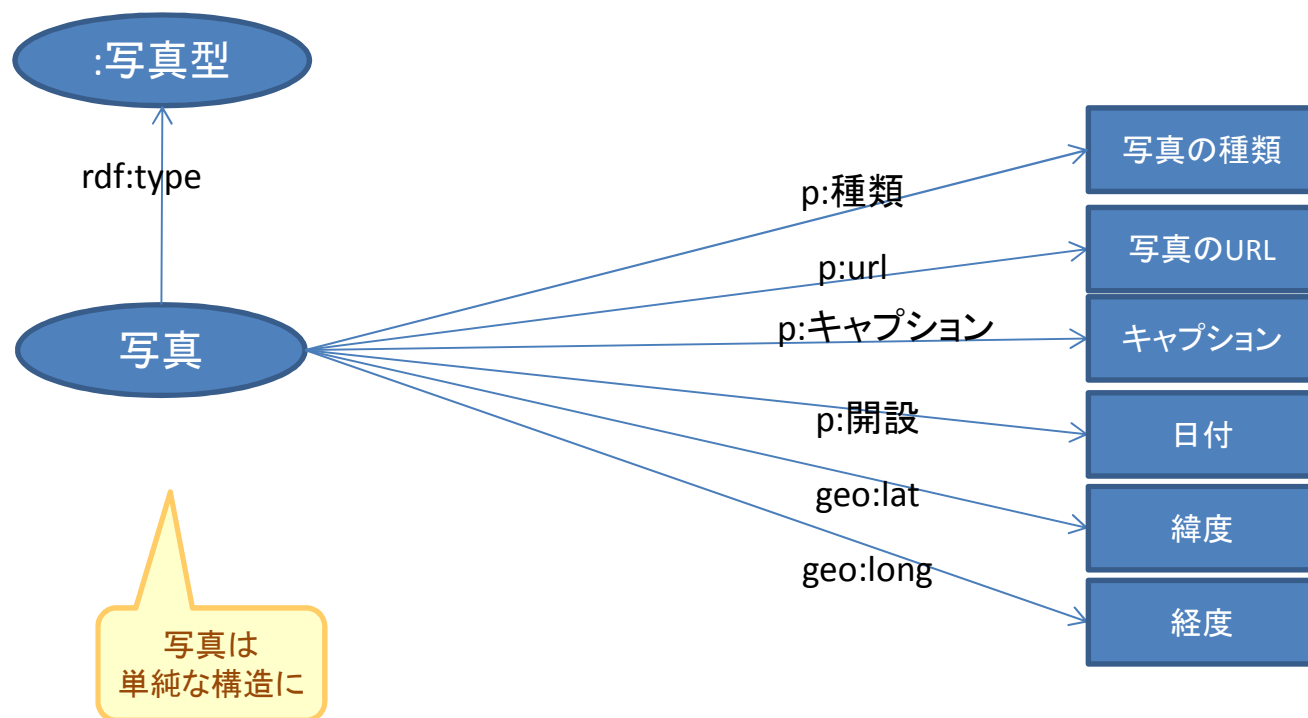 :写真型
rdf:type
写真
p:種類
p:url
p:キャプション
p:開設
geo:lat
geo:long
写真の種類
写真のURL
キャプション
日付
緯度
経度
写真は
単純な構造に